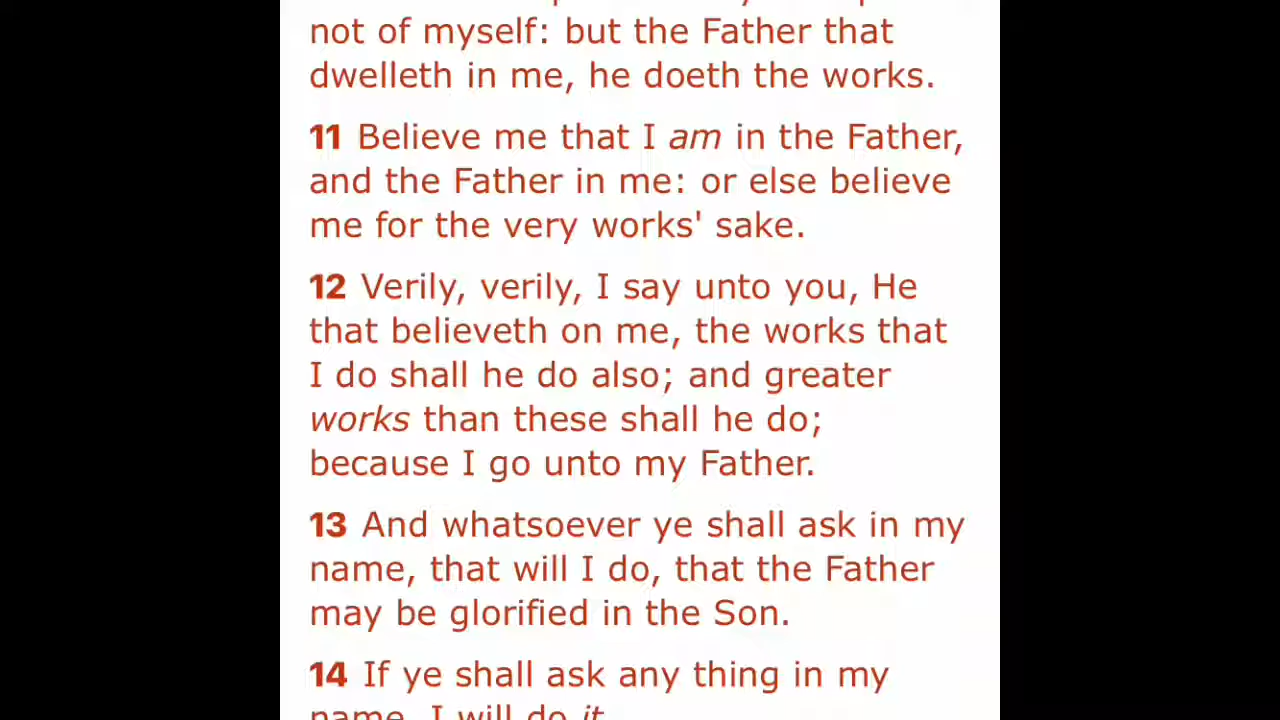 not of myself: but the Father that
dwelleth in me, he doeth the works.
11 Believe me that I am in the Father,
and the Father in me: or else believe
me for the very works' sake.
12 Verily, verily, I say unto you, He
that believeth on me, the works that
I do shall he do also; and greater
works than these shall he do;
because I go unto my Father.
13 And whatsoever ye shall ask in my
name, that will I do, that the Father
may be glorified in the Son.
14 If ye shall ask any thing in my
name, I will do it